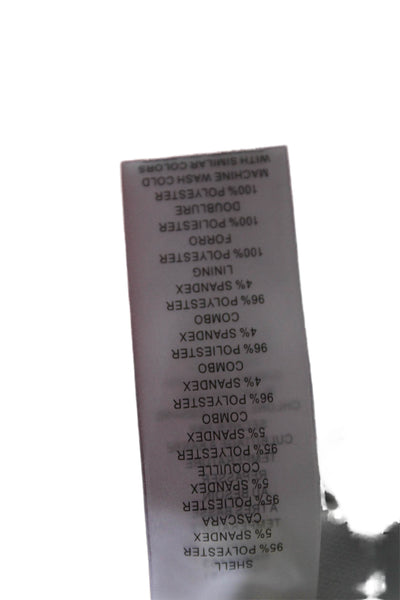 SHELL
95% POLYESTER
5% SPANDEX
CASCARA
95% POLIESTER
5% SPANDEX
COQUILLE
95% POLYESTER
5% SPANDEX
COMBO
96% POLYESTER
4% SPANDEX
COMBO
96% POLIESTER
4% SPANDEX
COMBO
96% POLYESTER
4% SPANDEX
LINING
100% POLYESTER
FORRO
100% POLIESTER
DOUBLURE
100% POLYESTER
MACHINE WASH COLD
WITH SIMILAR COLORS